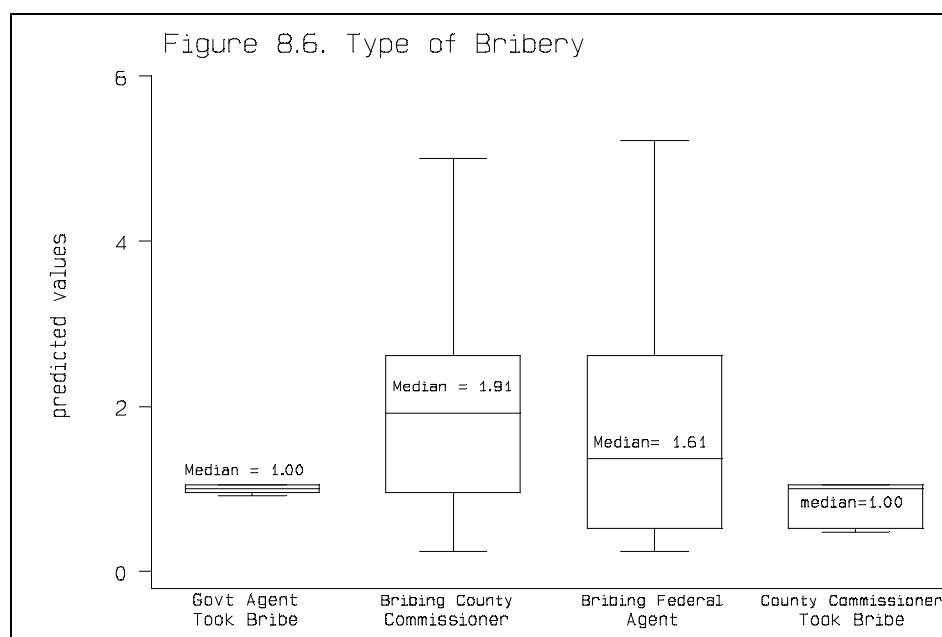 Figure 8.6. Type of Bribery
6
4
2
0
predicted values
Median = 1.00
Median = 1.91
Median= 1.61
median=1.00
Govt Agent
Took Bribe
Bribing County
Commissioner
Bribing Federal
Agent
County Commissioner
Took Bribe